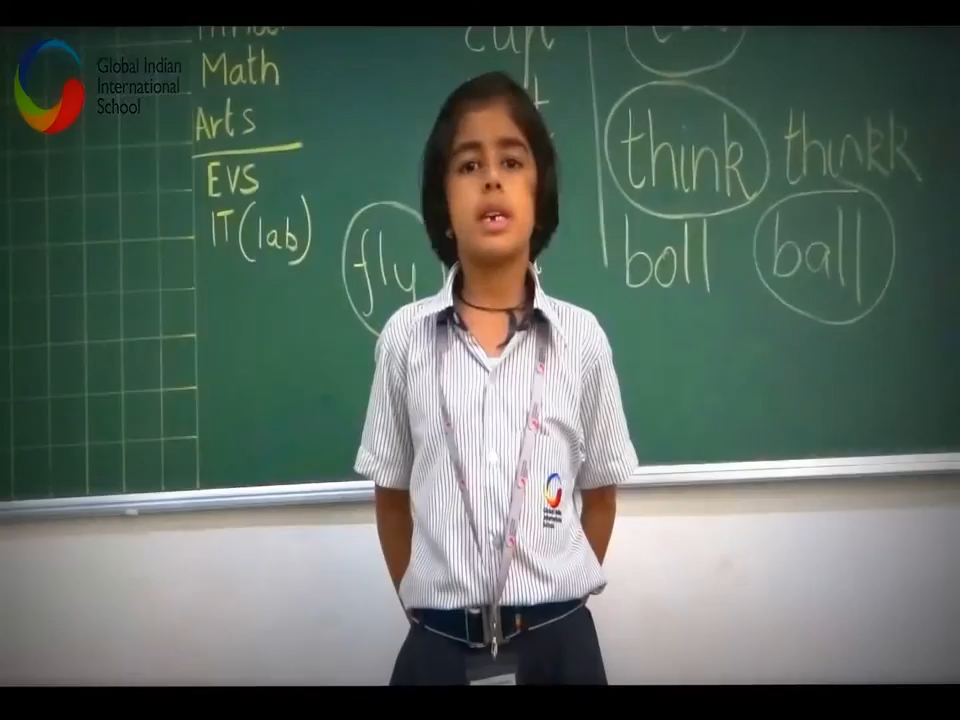 Global Indian
International
School
Math
Arts
EVS
IT (lab)
fly
think thinkk
boll ball